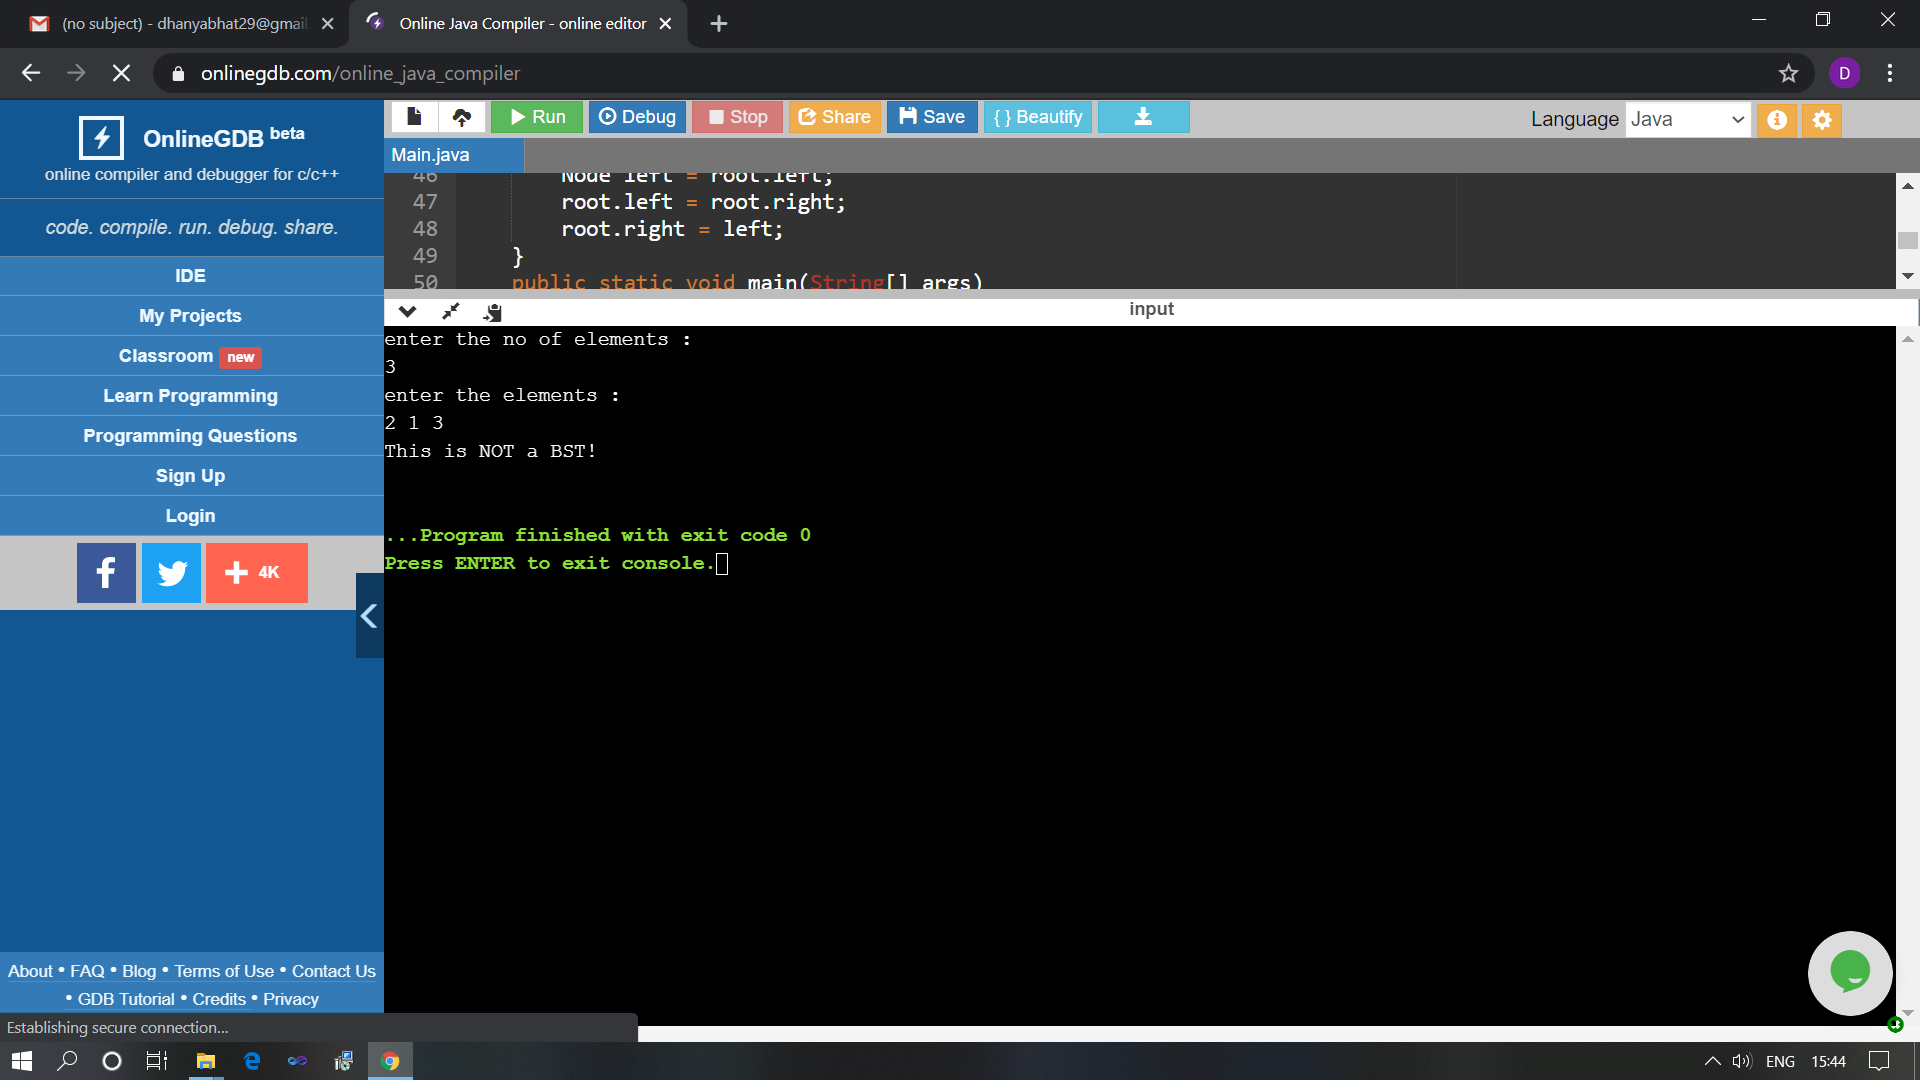 (no subject) - dhanyabhat29@gmail
Online Java Compiler - online editor
onlinegdb.com/online_java_compiler
D
OnlineGDB beta
online compiler and debugger for c/c++
code. compile. run. debug. share.
IDE
My Projects
Classroom new
Learn Programming
Programming Questions
Sign Up
Login
f
+ 4K
About • FAQ • Blog • Terms of Use • Contact Us
• GDB Tutorial • Credits • Privacy
Run Debug Stop Share Save { } Beautify
Language Java
Main.java
46 Node left = root.left;
47 root.left = root.right;
48 root.right = left;
49 }
50 public static void main(String[] args)
input
enter the no of elements :
3
enter the elements :
2 1 3
This is NOT a BST!
...Program finished with exit code 0
Press ENTER to exit console.
Establishing secure connection...
ENG 15:44